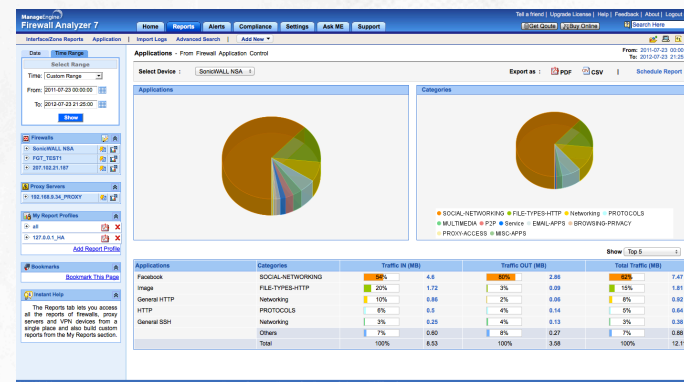 ManageEngine
Firewall Analyzer 7
Tell a friend | Upgrade License | Help | Feedback | About | Logout
Home Reports Alerts Compliance Settings Ask ME Support
Get Qoute Buy Online Search Here
Interface/Zone Reports Application | Import Logs Advanced Search | Add New
Date Time Range
Select Range
Time: Custom Range
From: 2011-07-23 00:00:00
To: 2012-07-23 21:25:00
Show
Firewalls
SonicWALL NSA
FGT_TEST1
207.102.21.187
Proxy Servers
192.168.9.34_PROXY
My Report Profiles
all
127.0.0.1_HA
Add Report Profile
Bookmarks
Bookmark This Page
Instant Help
The Reports tab lets you access
all the reports of firewalls, proxy
servers and VPN devices from a
single place and also build custom
reports from the My Reports section.
Applications - From Firewall Application Control
From: 2011-07-23 00:00
To: 2012-07-23 21:25
Select Device : SonicWALL NSA
Export as : PDF CSV | Schedule Report
Applications
Categories
SOCIAL-NETWORKING FILE-TYPES-HTTP Networking PROTOCOLS
MULTIMEDIA P2P Service EMAIL-APPS BROWSING-PRIVACY
PROXY-ACCESS MISC-APPS
Show Top 5
Applications Categories Traffic IN (MB) Traffic OUT (MB) Total Traffic (MB)
Facebook SOCIAL-NETWORKING 54% 4.6 80% 2.86 62% 7.47
Image FILE-TYPES-HTTP 20% 1.72 3% 0.09 15% 1.81
General HTTP Networking 10% 0.86 2% 0.06 8% 0.92
HTTP PROTOCOLS 6% 0.5 4% 0.14 5% 0.64
General SSH Networking 3% 0.25 4% 0.13 3% 0.38
Others 7% 0.60 8% 0.27 7% 0.88
Total 100% 8.53 100% 3.58 100% 12.1